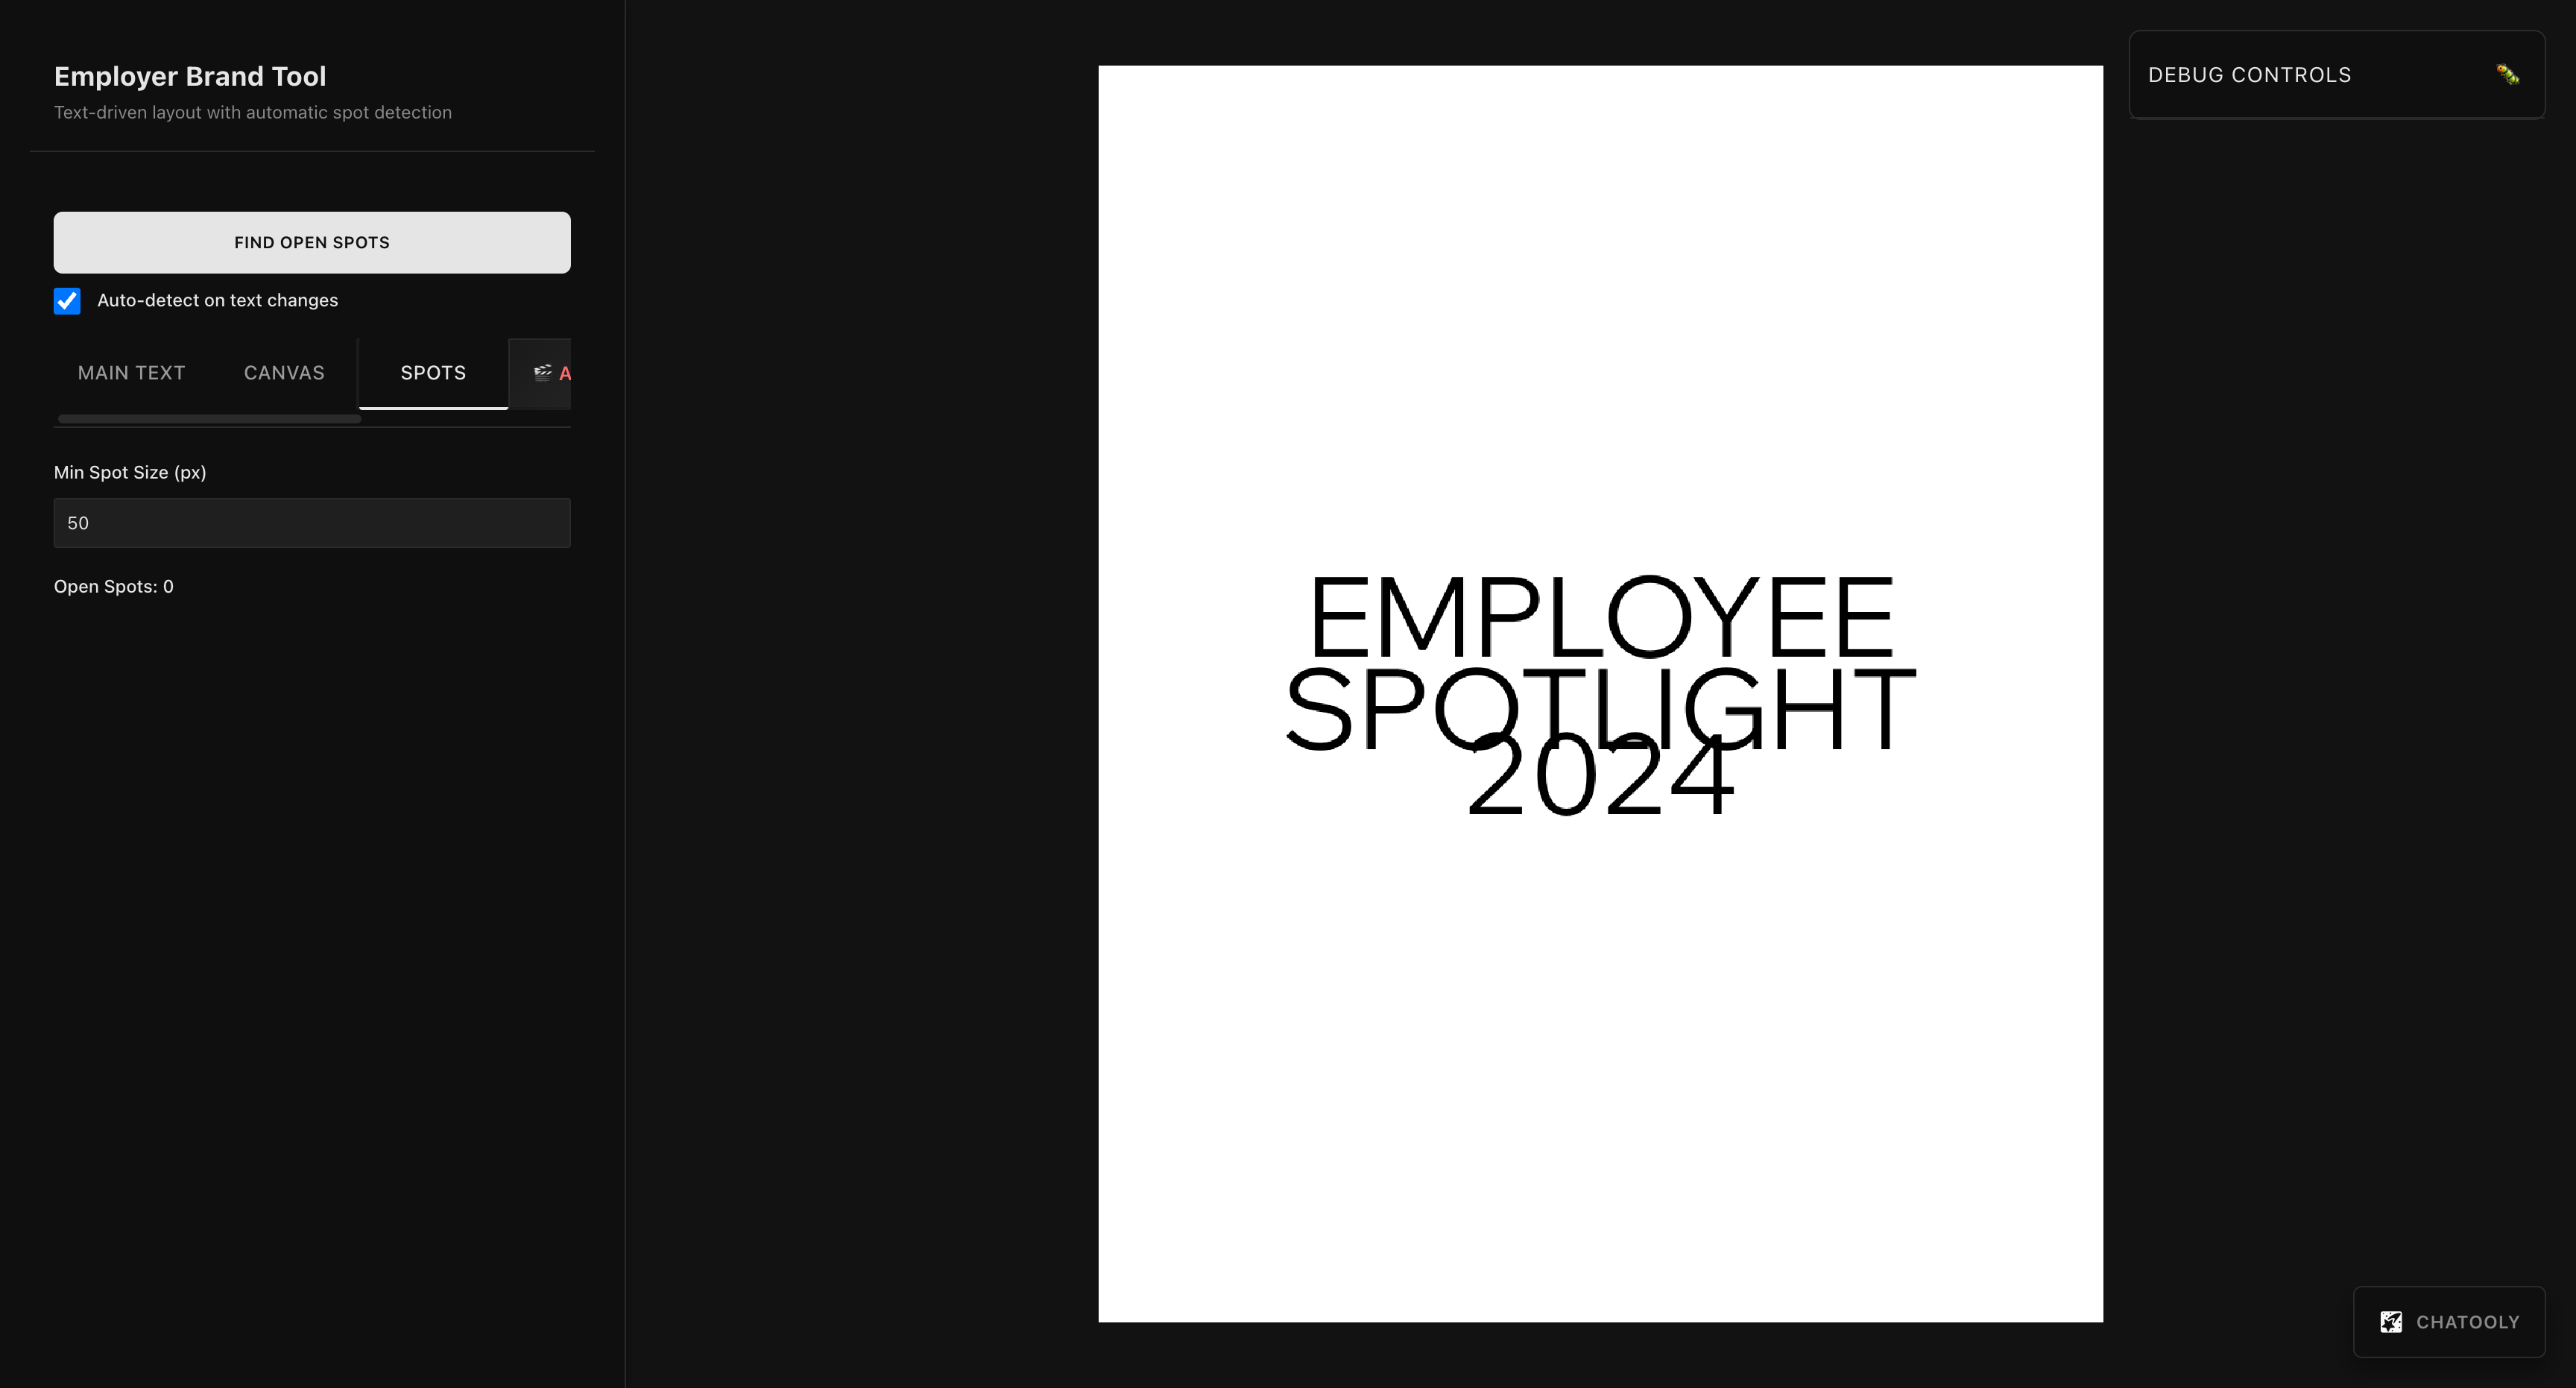 Employer Brand Tool
Text-driven layout with automatic spot detection
FIND OPEN SPOTS
Auto-detect on text changes
MAIN TEXT
CANVAS
SPOTS
A
Min Spot Size (px)
50
Open Spots: 0
EMPLOYEE
SPOTLIGHT
2024
DEBUG CONTROLS
CHATOOLY